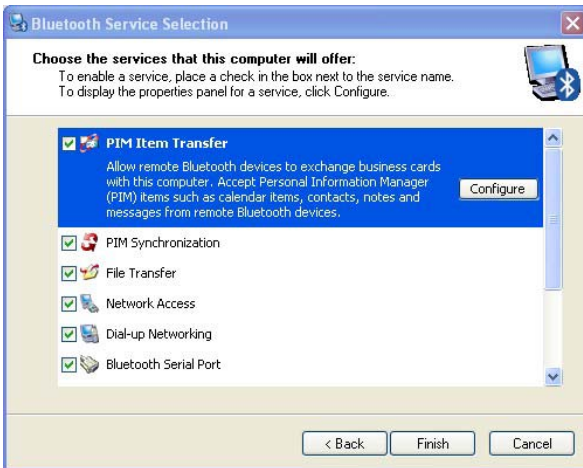 Bluetooth Service Selection
Choose the services that this computer will offer:
To enable a service, place a check in the box next to the service name.
To display the properties panel for a service, click Configure.
PIM Item Transfer
Allow remote Bluetooth devices to exchange business cards
with this computer. Accept Personal Information Manager
(PIM) items such as calendar items, contacts, notes and
messages from remote Bluetooth devices.
Configure
PIM Synchronization
File Transfer
Network Access
Dial-up Networking
Bluetooth Serial Port
< Back Finish Cancel